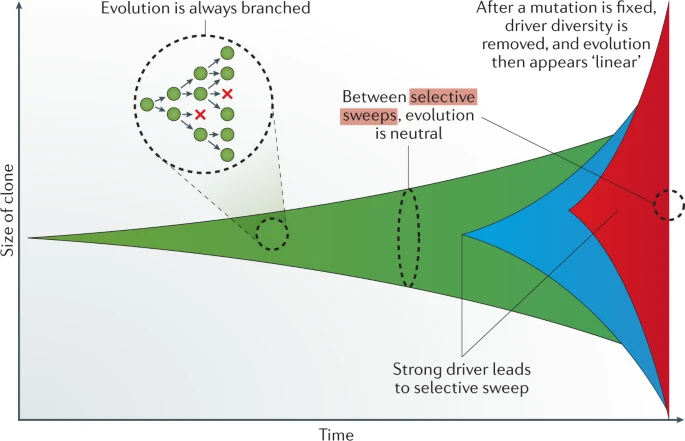 Evolution is always branched
After a mutation is fixed,
driver diversity is
removed, and evolution
then appears ‘linear’
Between selective
sweeps, evolution
is neutral
Size of clone
Strong driver leads
to selective sweep
Time